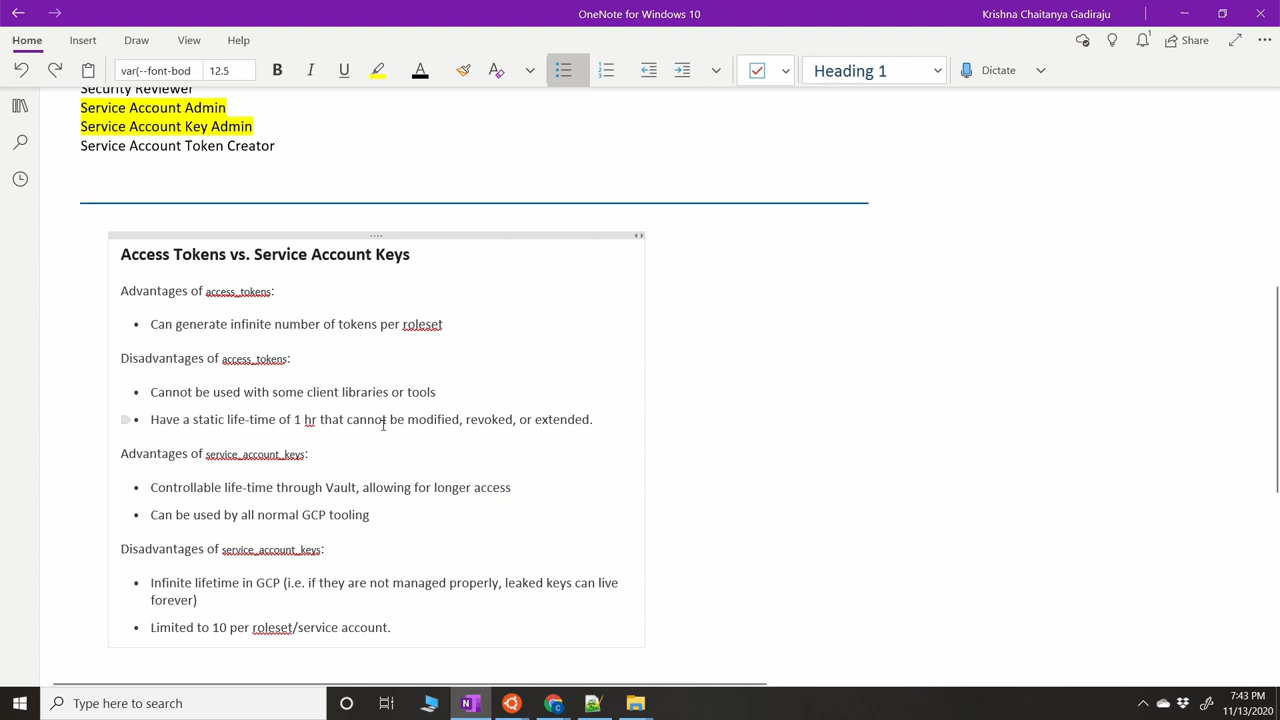 OneNote for Windows 10
Krishna Chaitanya Gadiraju
Home
Insert
Draw
View
Help
Share
var(--font-bod
12.5
B
I
U
A
Heading 1
Dictate
Security Reviewer
Service Account Admin
Service Account Key Admin
Service Account Token Creator
Access Tokens vs. Service Account Keys
Advantages of access_tokens:
• Can generate infinite number of tokens per roleset
Disadvantages of access_tokens:
• Cannot be used with some client libraries or tools
• Have a static life-time of 1 hr that cannot be modified, revoked, or extended.
Advantages of service_account_keys:
• Controllable life-time through Vault, allowing for longer access
• Can be used by all normal GCP tooling
Disadvantages of service_account_keys:
• Infinite lifetime in GCP (i.e. if they are not managed properly, leaked keys can live
forever)
• Limited to 10 per roleset/service account.
Type here to search
7:43 PM
11/13/2020